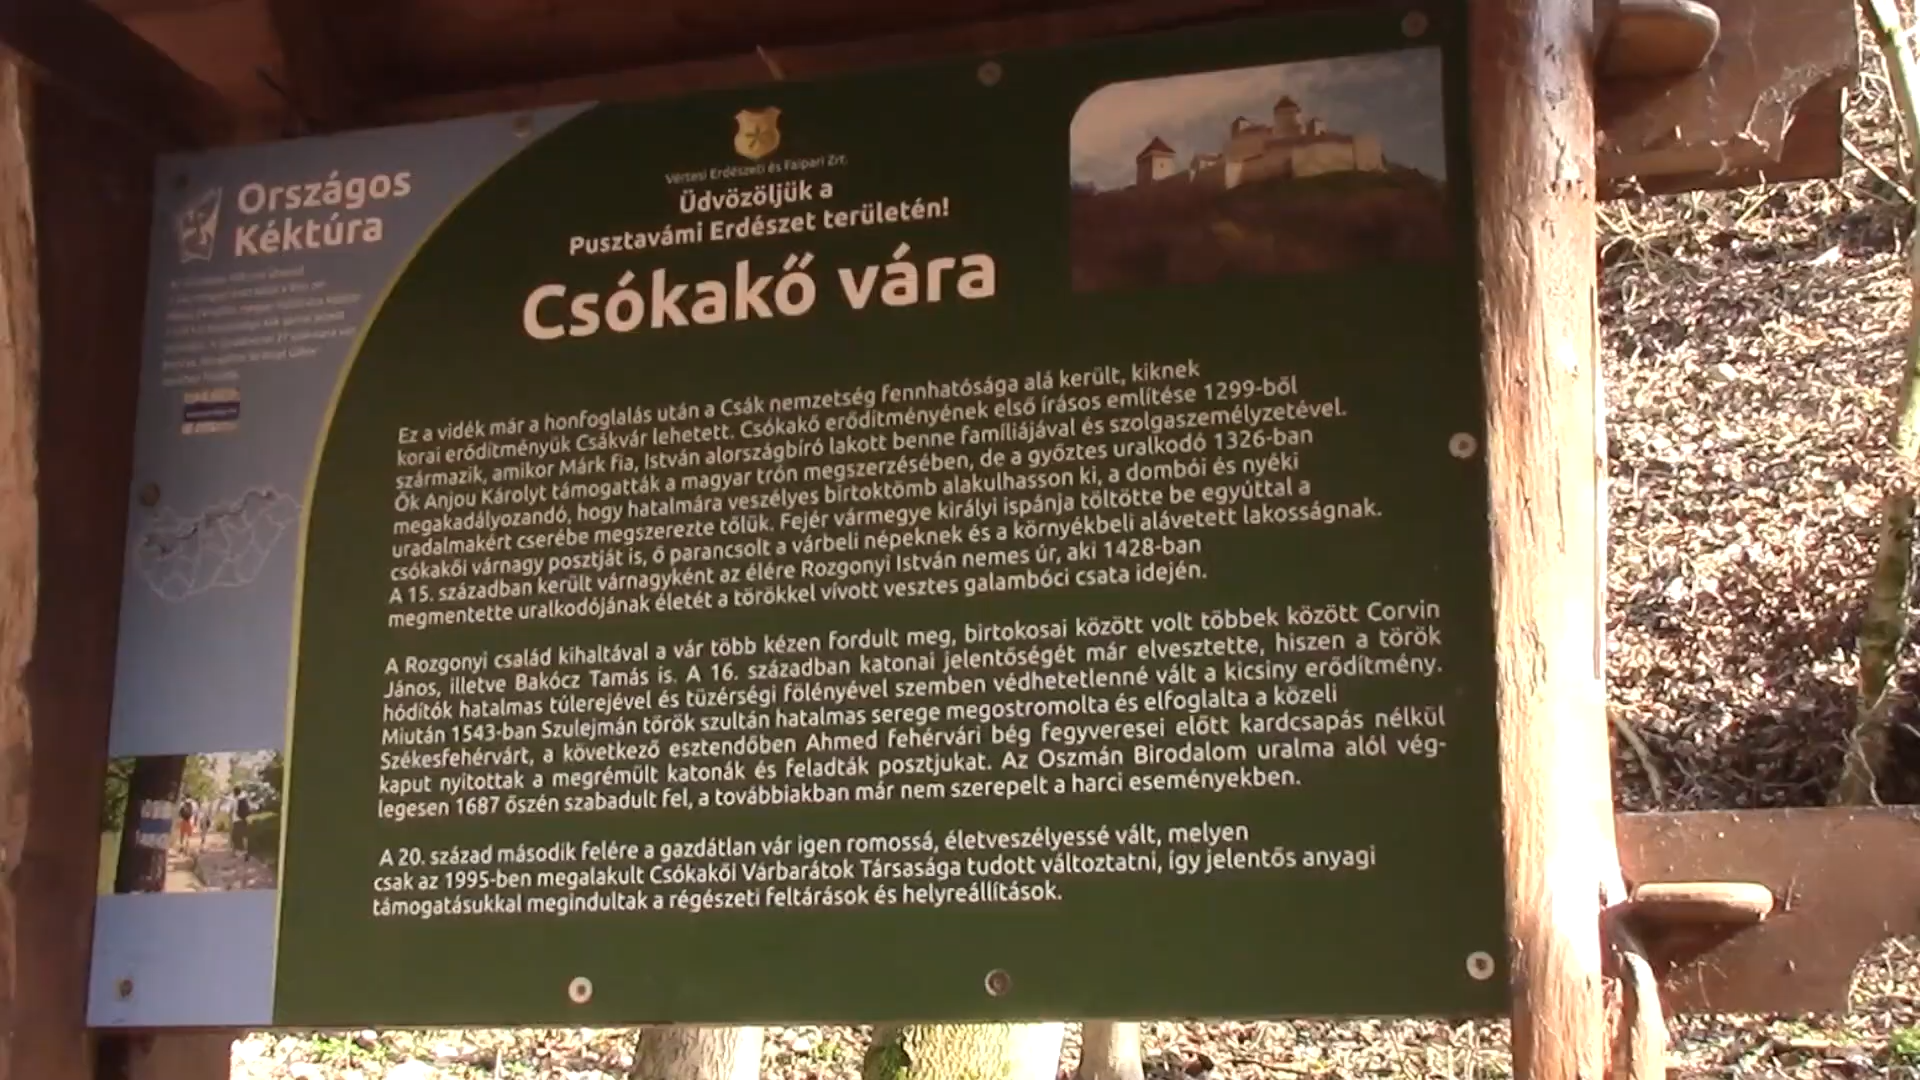 Országos
Kéktúra
Vértesi Erdészeti és Faipari Zrt.
Üdvözöljük a
Pusztavámi Erdészet területén!
Csókakő vára
Ez a vidék már a honfoglalás után a Csák nemzetség fennhatósága alá került, kiknek
korai erődítményük Csákvár lehetett. Csókakő erődítményének első írásos említése 1299-ből
származik, amikor Márk fia, István alországbíró lakott benne famíliájával és szolgaszemélyzetével.
Ők Anjou Károlyt támogatták a magyar trón megszerzésében, de a győztes uralkodó 1326-ban
megakadályozandó, hogy hatalmára veszélyes birtoktömb alakulhasson ki, a dombói és nyéki
uradalmakért cserébe megszerezte tőlük. Fejér vármegye királyi ispánja töltötte be egyúttal a
csókakői várnagy posztját is, ő parancsolt a várbeli népeknek és a környékbeli alávetett lakosságnak.
A 15. században került várnagyként az élére Rozgonyi István nemes úr, aki 1428-ban
megmentette uralkodójának életét a törökkel vívott vesztes galambóci csata idején.
A Rozgonyi család kihaltával a vár több kézen fordult meg, birtokosai között volt többek között Corvin
János, illetve Bakócz Tamás is. A 16. században katonai jelentőségét már elvesztette, hiszen a török
hódítók hatalmas túlerejével és tüzérségi fölényével szemben védhetetlenné vált a kicsiny erődítmény.
Miután 1543-ban Szulejmán török szultán hatalmas serege megostromolta és elfoglalta a közeli
Székesfehérvárt, a következő esztendőben Ahmed fehérvári bég fegyveresei előtt kardcsapás nélkül
kaput nyitottak a megrémült katonák és feladták posztjukat. Az Oszmán Birodalom uralma alól vég-
legesen 1687 őszén szabadult fel, a továbbiakban már nem szerepelt a harci eseményekben.
A 20. század második felére a gazdátlan vár igen romossá, életveszélyessé vált, melyen
csak az 1995-ben megalakult Csókakői Várbarátok Társasága tudott változtatni, így jelentős anyagi
támogatásukkal megindultak a régészeti feltárások és helyreállítások.